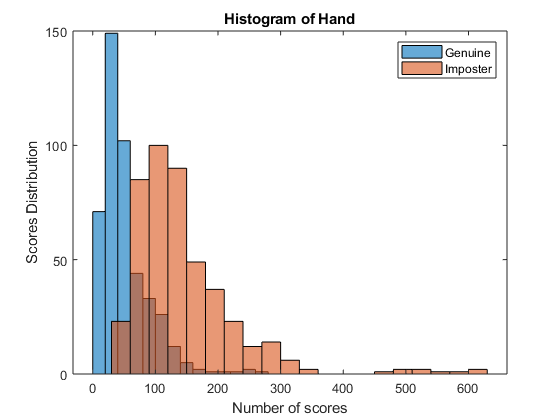 Histogram of Hand
Genuine
Imposter
150
100
50
0
Scores Distribution
0 100 200 300 400 500 600
Number of scores